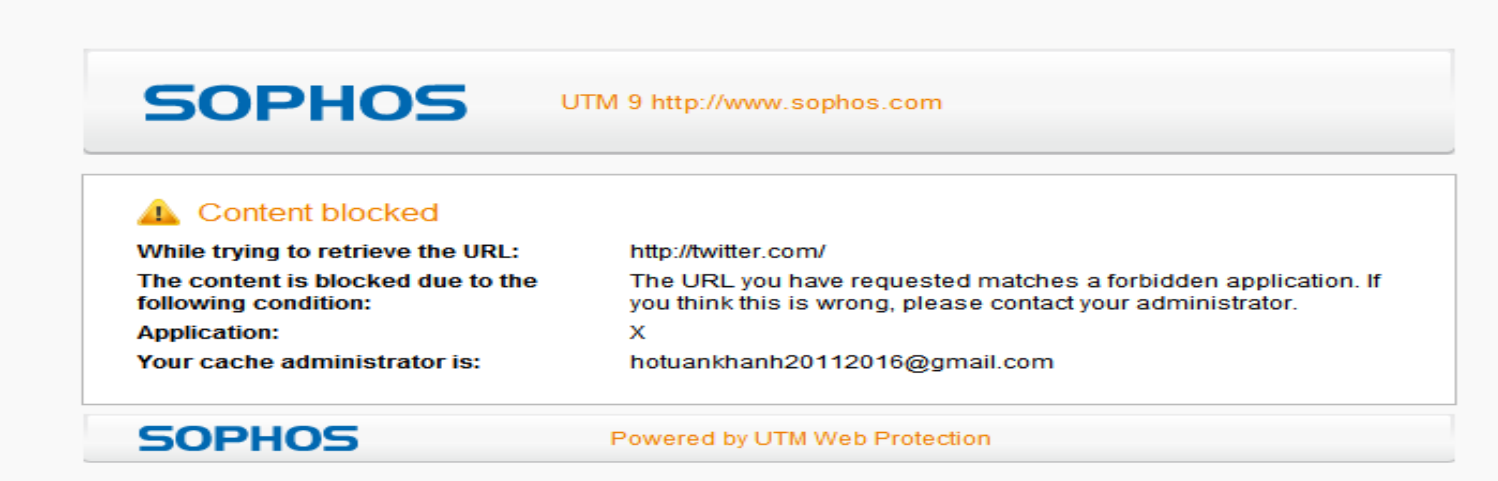 SOPHOS UTM 9 http://www.sophos.com
Content blocked
While trying to retrieve the URL: http://twitter.com/
The content is blocked due to the following condition: The URL you have requested matches a forbidden application. If you think this is wrong, please contact your administrator.
Application: X
Your cache administrator is: hotuankhanh20112016@gmail.com
SOPHOS Powered by UTM Web Protection